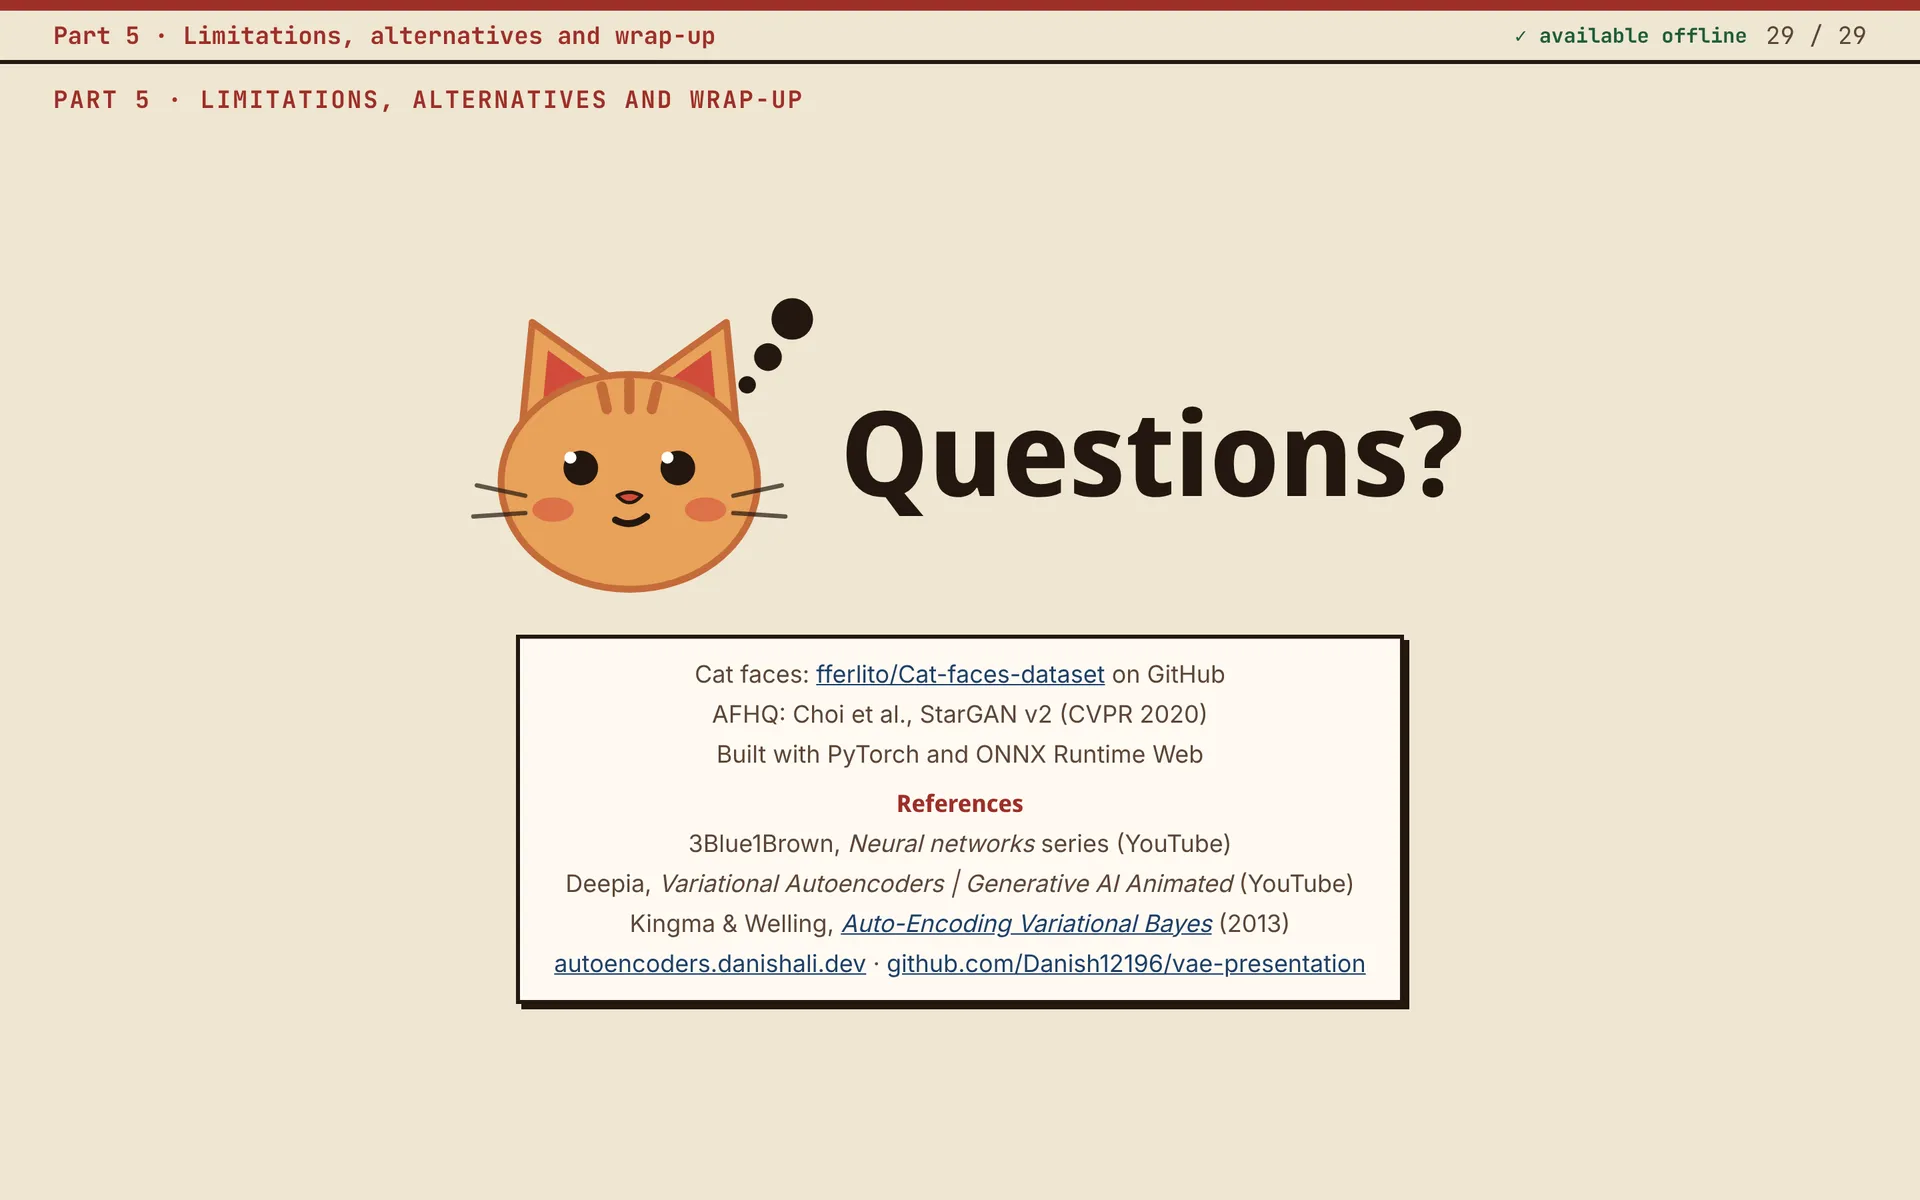 Part 5 · Limitations, alternatives and wrap-up
✓ available offline 29 / 29
PART 5 · LIMITATIONS, ALTERNATIVES AND WRAP-UP
Questions?
Cat faces: fferlito/Cat-faces-dataset on GitHub
AFHQ: Choi et al., StarGAN v2 (CVPR 2020)
Built with PyTorch and ONNX Runtime Web
References
3Blue1Brown, Neural networks series (YouTube)
Deepia, Variational Autoencoders | Generative AI Animated (YouTube)
Kingma & Welling, Auto-Encoding Variational Bayes (2013)
autoencoders.danishali.dev · github.com/Danish12196/vae-presentation